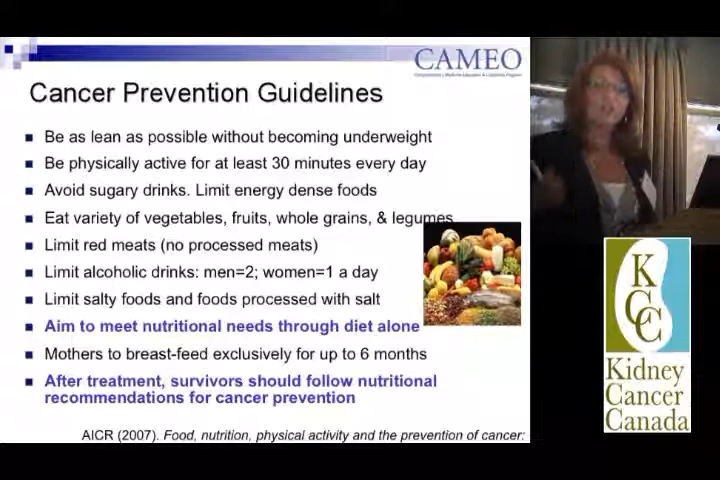 CAMEO
Cancer Prevention Guidelines
Be as lean as possible without becoming underweight
Be physically active for at least 30 minutes every day
Avoid sugary drinks. Limit energy dense foods
Eat variety of vegetables, fruits, whole grains, & legumes
Limit red meats (no processed meats)
Limit alcoholic drinks: men=2; women=1 a day
Limit salty foods and foods processed with salt
Aim to meet nutritional needs through diet alone
Mothers to breast-feed exclusively for up to 6 months
After treatment, survivors should follow nutritional
recommendations for cancer prevention
AICR (2007). Food, nutrition, physical activity and the prevention of cancer:
K
C
C
Kidney
Cancer
Canada